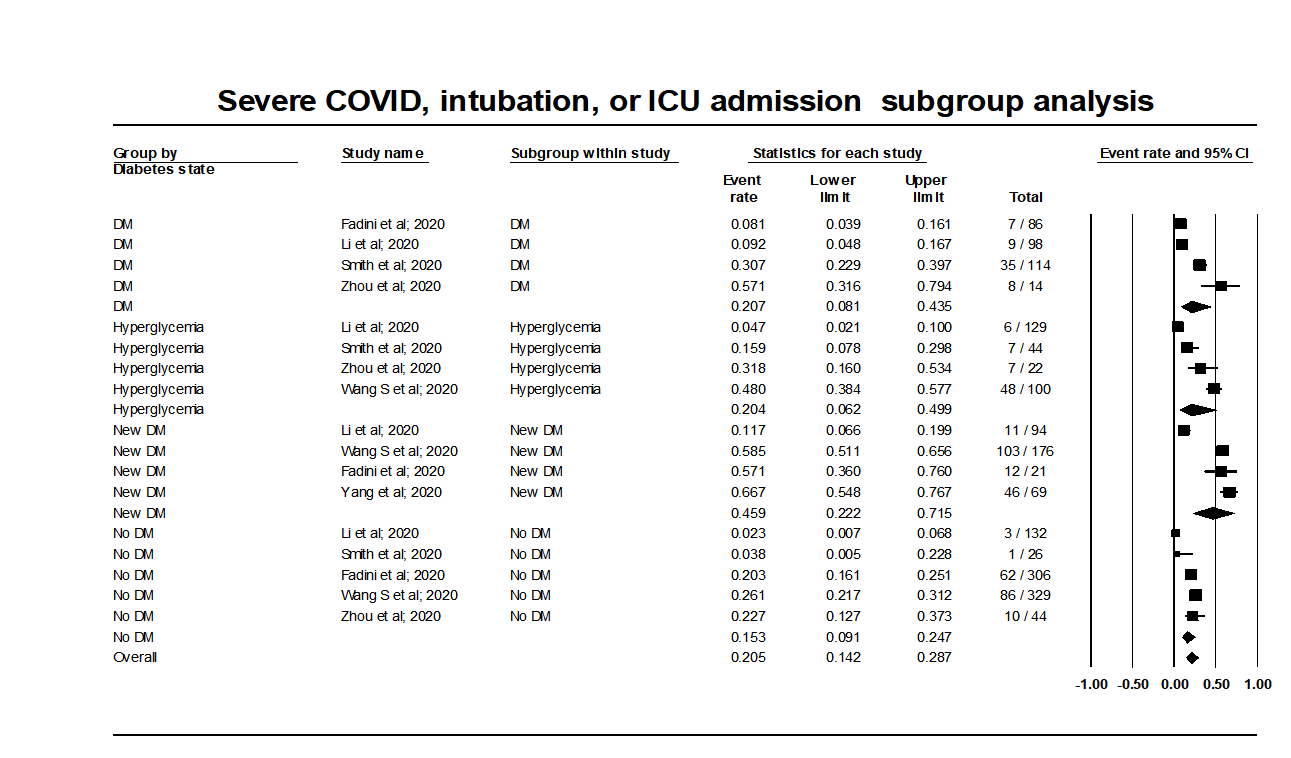 Severe COVID, intubation, or ICU admission subgroup analysis
Group by Study name Subgroup within study Statistics for each study Event rate and 95% CI
Diabetes state
Event Lower Upper
rate limit limit Total
DM Fadini et al; 2020 DM 0.081 0.039 0.161 7 / 86
DM Li et al; 2020 DM 0.092 0.048 0.167 9 / 98
DM Smith et al; 2020 DM 0.307 0.229 0.397 35 / 114
DM Zhou et al; 2020 DM 0.571 0.316 0.794 8 / 14
DM 0.207 0.081 0.435
Hyperglycemia Li et al; 2020 Hyperglycemia 0.047 0.021 0.100 6 / 129
Hyperglycemia Smith et al; 2020 Hyperglycemia 0.159 0.078 0.298 7 / 44
Hyperglycemia Zhou et al; 2020 Hyperglycemia 0.318 0.160 0.534 7 / 22
Hyperglycemia Wang S et al; 2020 Hyperglycemia 0.480 0.384 0.577 48 / 100
Hyperglycemia 0.204 0.062 0.499
New DM Li et al; 2020 New DM 0.117 0.066 0.199 11 / 94
New DM Wang S et al; 2020 New DM 0.585 0.511 0.656 103 / 176
New DM Fadini et al; 2020 New DM 0.571 0.360 0.760 12 / 21
New DM Yang et al; 2020 New DM 0.667 0.548 0.767 46 / 69
New DM 0.459 0.222 0.715
No DM Li et al; 2020 No DM 0.023 0.007 0.068 3 / 132
No DM Smith et al; 2020 No DM 0.038 0.005 0.228 1 / 26
No DM Fadini et al; 2020 No DM 0.203 0.161 0.251 62 / 306
No DM Wang S et al; 2020 No DM 0.261 0.217 0.312 86 / 329
No DM Zhou et al; 2020 No DM 0.227 0.127 0.373 10 / 44
No DM 0.153 0.091 0.247
Overall 0.205 0.142 0.287
-1.00 -0.50 0.00 0.50 1.00